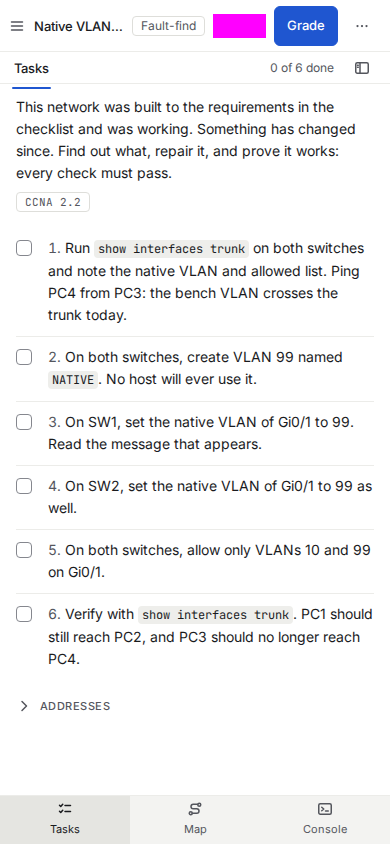 Native VLAN... Fault-find Grade
Tasks 0 of 6 done
This network was built to the requirements in the
checklist and was working. Something has changed
since. Find out what, repair it, and prove it works:
every check must pass.
CCNA 2.2
1. Run show interfaces trunk on both switches
and note the native VLAN and allowed list. Ping
PC4 from PC3: the bench VLAN crosses the
trunk today.
2. On both switches, create VLAN 99 named
NATIVE. No host will ever use it.
3. On SW1, set the native VLAN of Gi0/1 to 99.
Read the message that appears.
4. On SW2, set the native VLAN of Gi0/1 to 99 as
well.
5. On both switches, allow only VLANs 10 and 99
on Gi0/1.
6. Verify with show interfaces trunk. PC1 should
still reach PC2, and PC3 should no longer reach
PC4.
ADDRESSES
Tasks Map Console